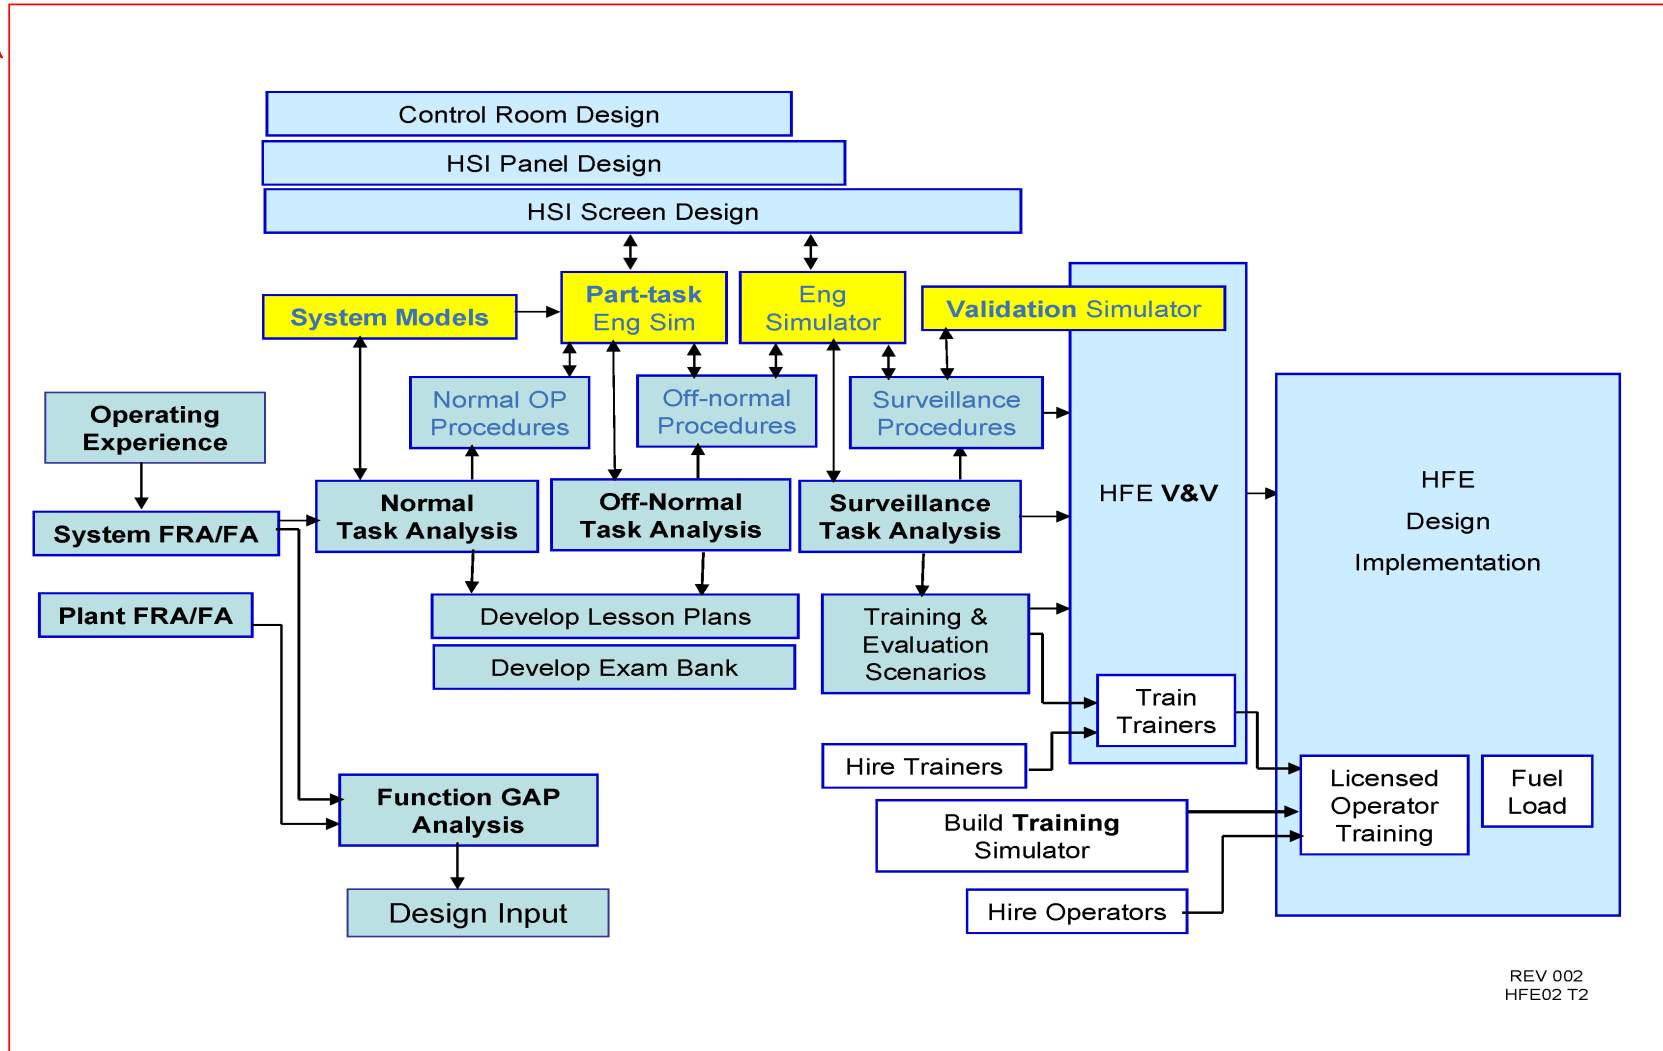 Control Room Design
HSI Panel Design
HSI Screen Design
System Models
Part-task
Eng Sim
Eng
Simulator
Validation Simulator
Normal OP
Procedures
Off-normal
Procedures
Surveillance
Procedures
Operating
Experience
System FRA/FA
Plant FRA/FA
Normal
Task Analysis
Off-Normal
Task Analysis
Surveillance
Task Analysis
HFE V&V
HFE
Design
Implementation
Develop Lesson Plans
Develop Exam Bank
Training &
Evaluation
Scenarios
Train
Trainers
Hire Trainers
Function GAP
Analysis
Build Training
Simulator
Licensed
Operator
Training
Fuel
Load
Design Input
Hire Operators
REV 002
HFE02 T2